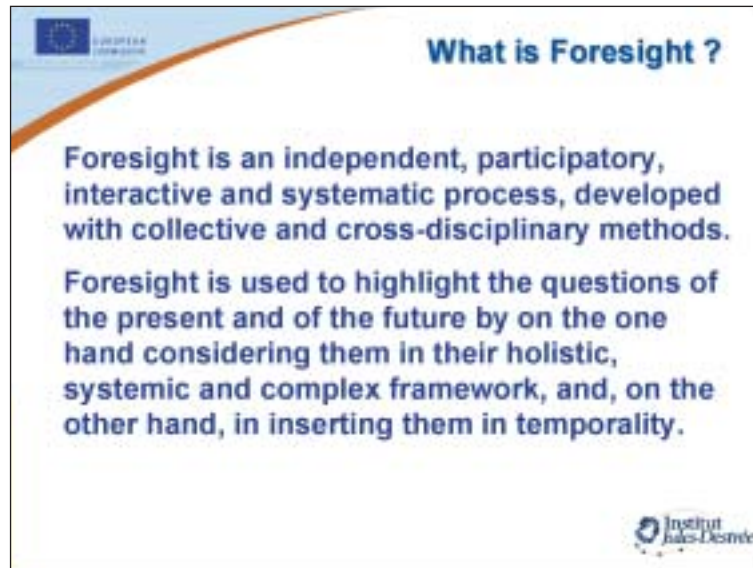 EUROPEAN
COMMISSION
What is Foresight ?
Foresight is an independent, participatory,
interactive and systematic process, developed
with collective and cross-disciplinary methods.
Foresight is used to highlight the questions of
the present and of the future by on the one
hand considering them in their holistic,
systemic and complex framework, and, on the
other hand, in inserting them in temporality.
Institut
Jules-Destrée